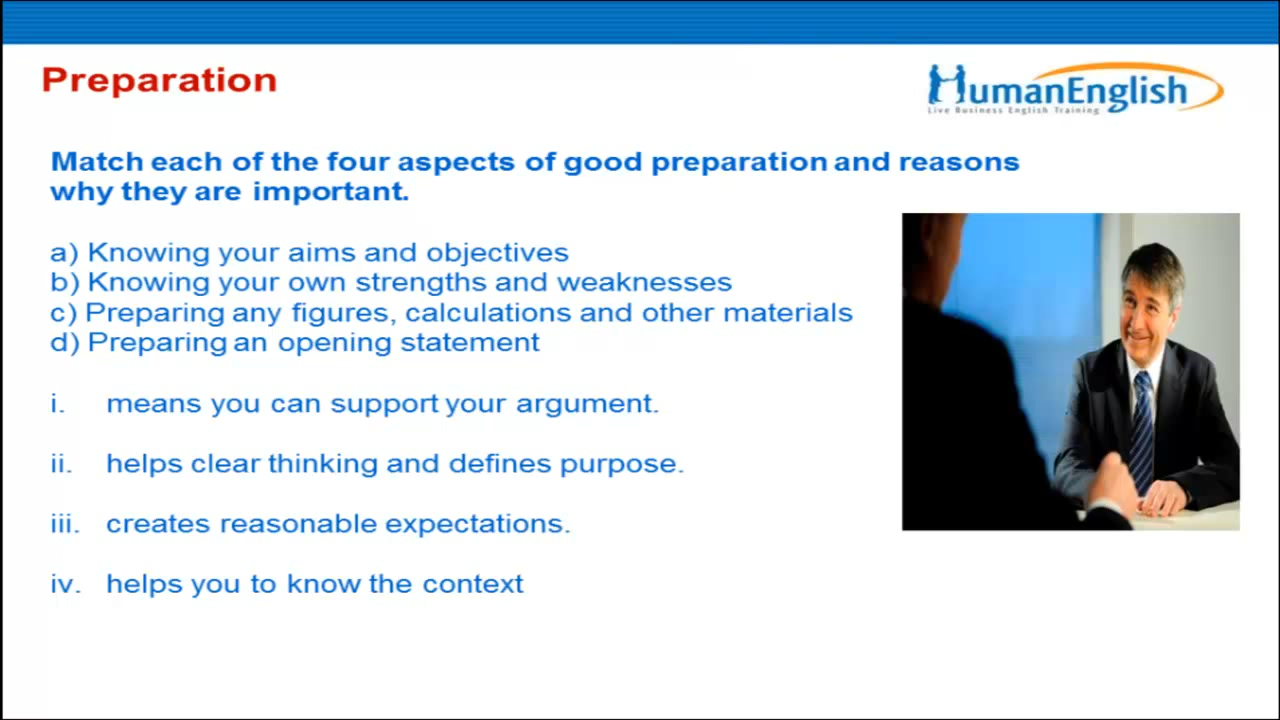 Preparation
HumanEnglish
Live Business English Training
Match each of the four aspects of good preparation and reasons
why they are important.
a) Knowing your aims and objectives
b) Knowing your own strengths and weaknesses
c) Preparing any figures, calculations and other materials
d) Preparing an opening statement
i. means you can support your argument.
ii. helps clear thinking and defines purpose.
iii. creates reasonable expectations.
iv. helps you to know the context